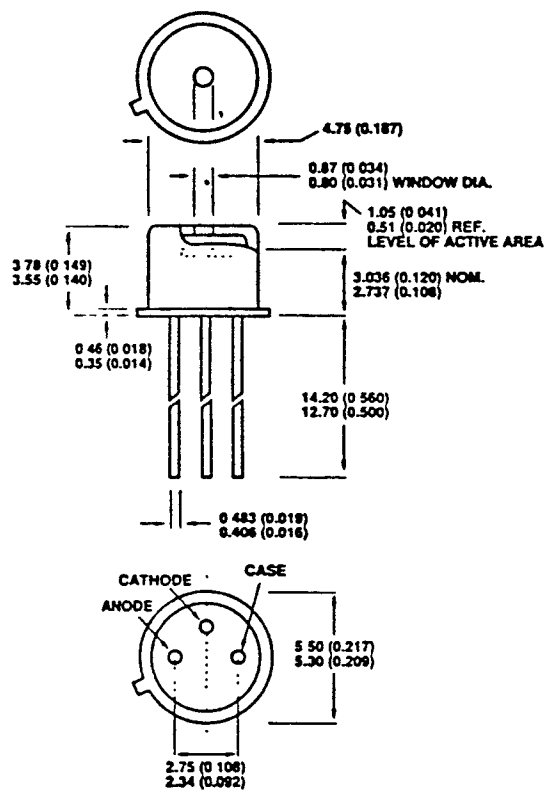 4.75 (0.187)
0.87 (0 034)
0.80 (0.031) WINDOW DIA.
1.05 (0 041)
0.51 (0.020) REF.
LEVEL OF ACTIVE AREA
3 78 (0 149)
3.55 (0 140)
3.036 (0.120) NOM.
2.737 (0.108)
0 46 (0 018)
0.35 (0.014)
14.20 (0 560)
12.70 (0.500)
0 483 (0.019)
0.406 (0.016)
CATHODE
CASE
ANODE
5 50 (0.217)
5.30 (0.209)
2.75 (0 108)
2.34 (0.092)